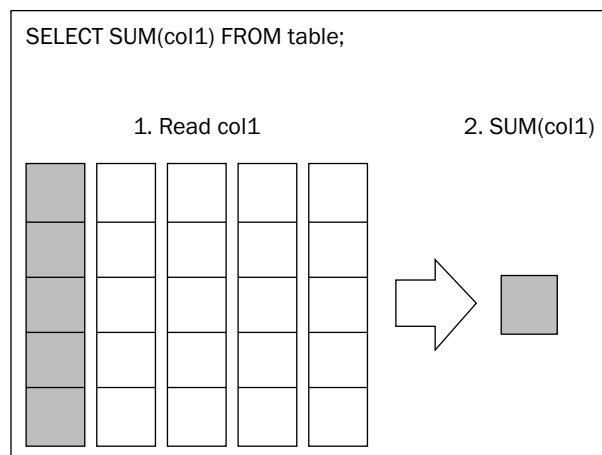 SELECT SUM(col1) FROM table;
1. Read col1
2. SUM(col1)